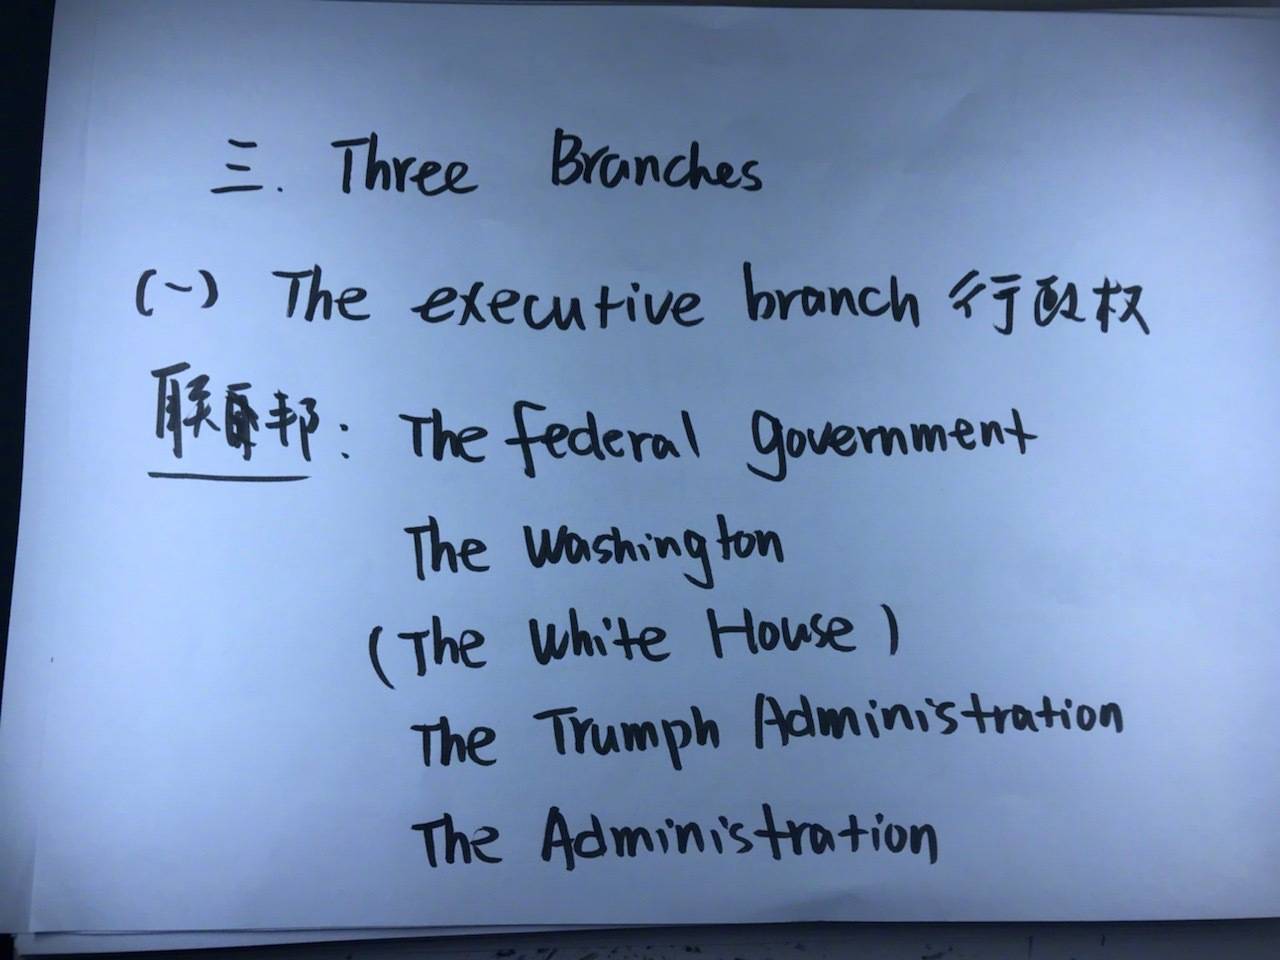 三. Three Branches
(一) The executive branch 行政权
联邦: The federal government
The Washington
(The White House)
The Trumph Administration
The Administration